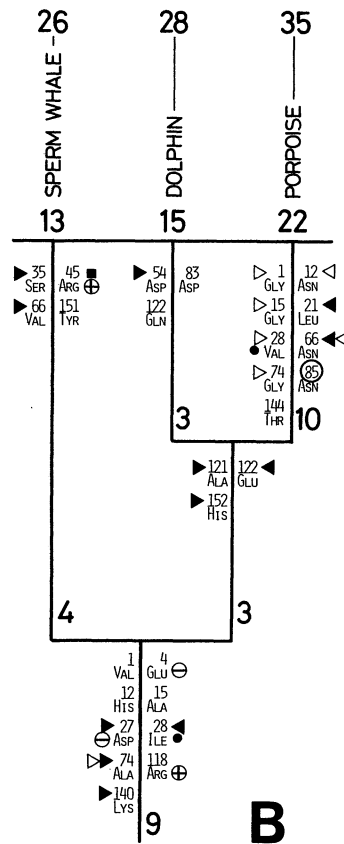 26 28 35
SPERM WHALE
DOLPHIN
PORPOISE
13 15 22
35 45
SER ARG
66 151
VAL TYR
54 83
ASP ASP
122
GLN
1 12
GLY ASN
15 21
GLY LEU
28 66
VAL ASN
74 85
GLY ASN
144
THR
3 10
121 122
ALA GLU
152
HIS
4 3
1 4
VAL GLU
12 15
HIS ALA
27 28
ASP ILE
74 118
ALA ARG
140
LYS
9
B